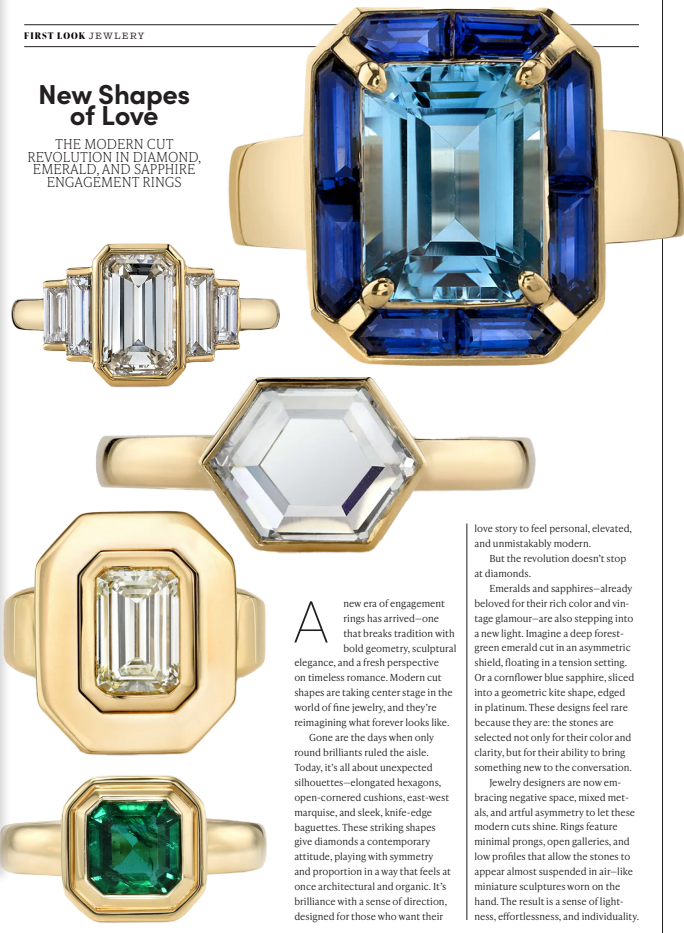 FIRST LOOK JEWLERY
New Shapes
of Love
THE MODERN CUT
REVOLUTION IN DIAMOND,
EMERALD, AND SAPPHIRE
ENGAGEMENT RINGS
A new era of engagement
rings has arrived—one
that breaks tradition with
bold geometry, sculptural
elegance, and a fresh perspective
on timeless romance. Modern cut
shapes are taking center stage in the
world of fine jewelry, and they're
reimagining what forever looks like.
Gone are the days when only
round brilliants ruled the aisle.
Today, it's all about unexpected
silhouettes—elongated hexagons,
open-cornered cushions, east-west
marquise, and sleek, knife-edge
baguettes. These striking shapes
give diamonds a contemporary
attitude, playing with symmetry
and proportion in a way that feels at
once architectural and organic. It's
brilliance with a sense of direction,
designed for those who want their
love story to feel personal, elevated,
and unmistakably modern.
But the revolution doesn't stop
at diamonds.
Emeralds and sapphires—already
beloved for their rich color and vin-
tage glamour—are also stepping into
a new light. Imagine a deep forest-
green emerald cut in an asymmetric
shield, floating in a tension setting.
Or a cornflower blue sapphire, sliced
into a geometric kite shape, edged
in platinum. These designs feel rare
because they are: the stones are
selected not only for their color and
clarity, but for their ability to bring
something new to the conversation.
Jewelry designers are now em-
bracing negative space, mixed met-
als, and artful asymmetry to let these
modern cuts shine. Rings feature
minimal prongs, open galleries, and
low profiles that allow the stones to
appear almost suspended in air—like
miniature sculptures worn on the
hand. The result is a sense of light-
ness, effortlessness, and individuality.